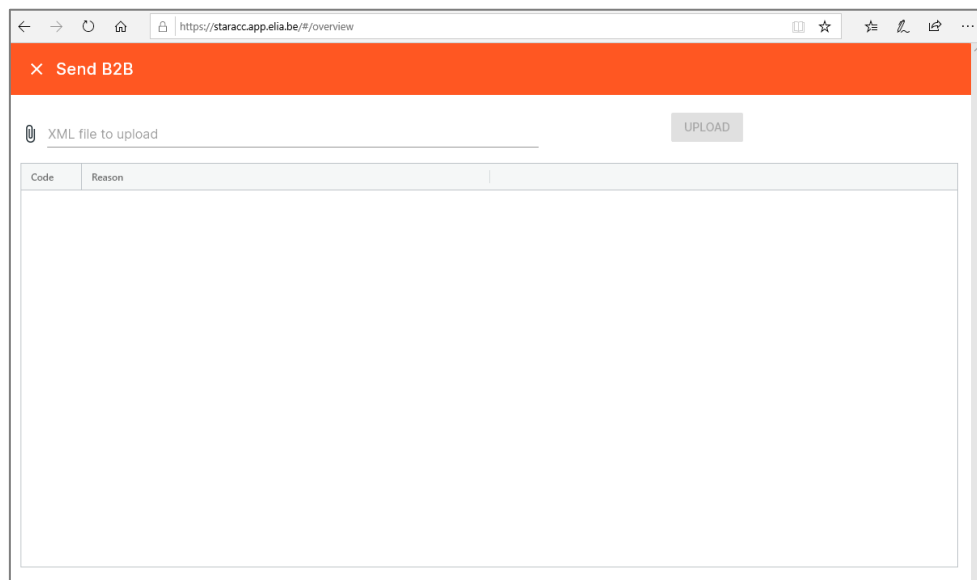 https://staracc.app.elia.be/#/overview
Send B2B
XML file to upload
UPLOAD
Code Reason